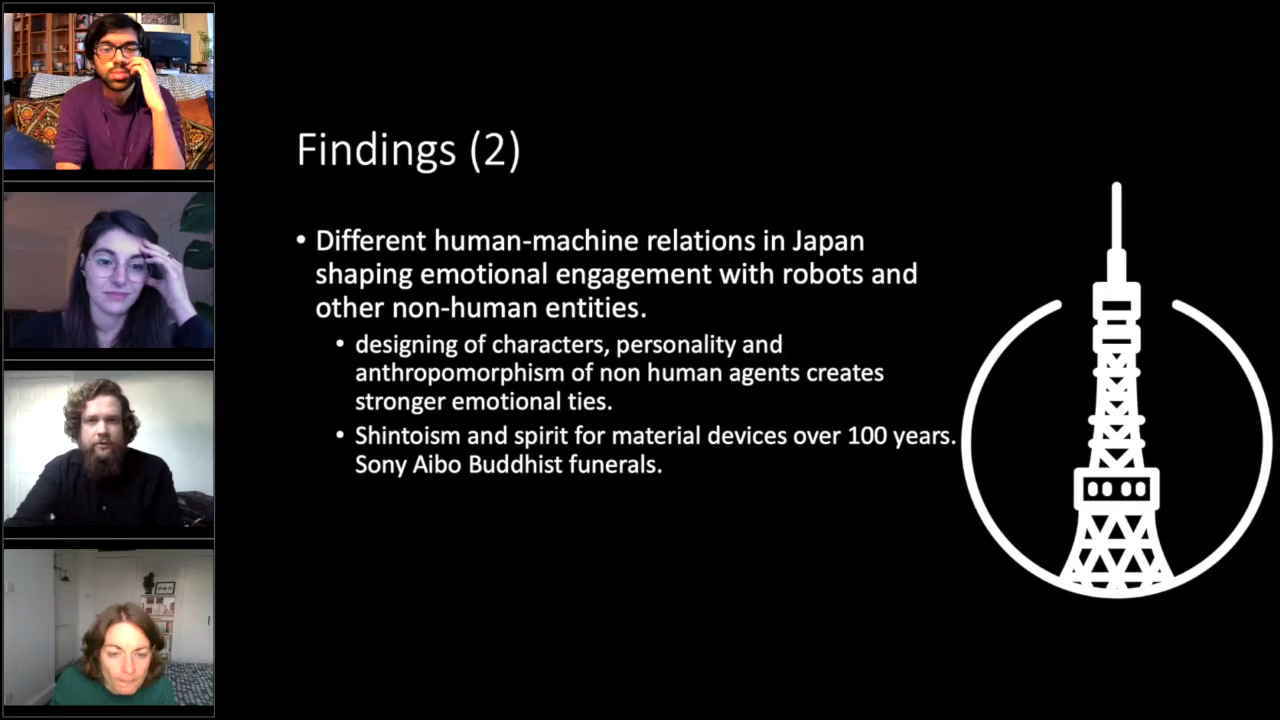 Findings (2)
• Different human-machine relations in Japan
shaping emotional engagement with robots and
other non-human entities.
• designing of characters, personality and
anthropomorphism of non human agents creates
stronger emotional ties.
• Shintoism and spirit for material devices over 100 years.
Sony Aibo Buddhist funerals.